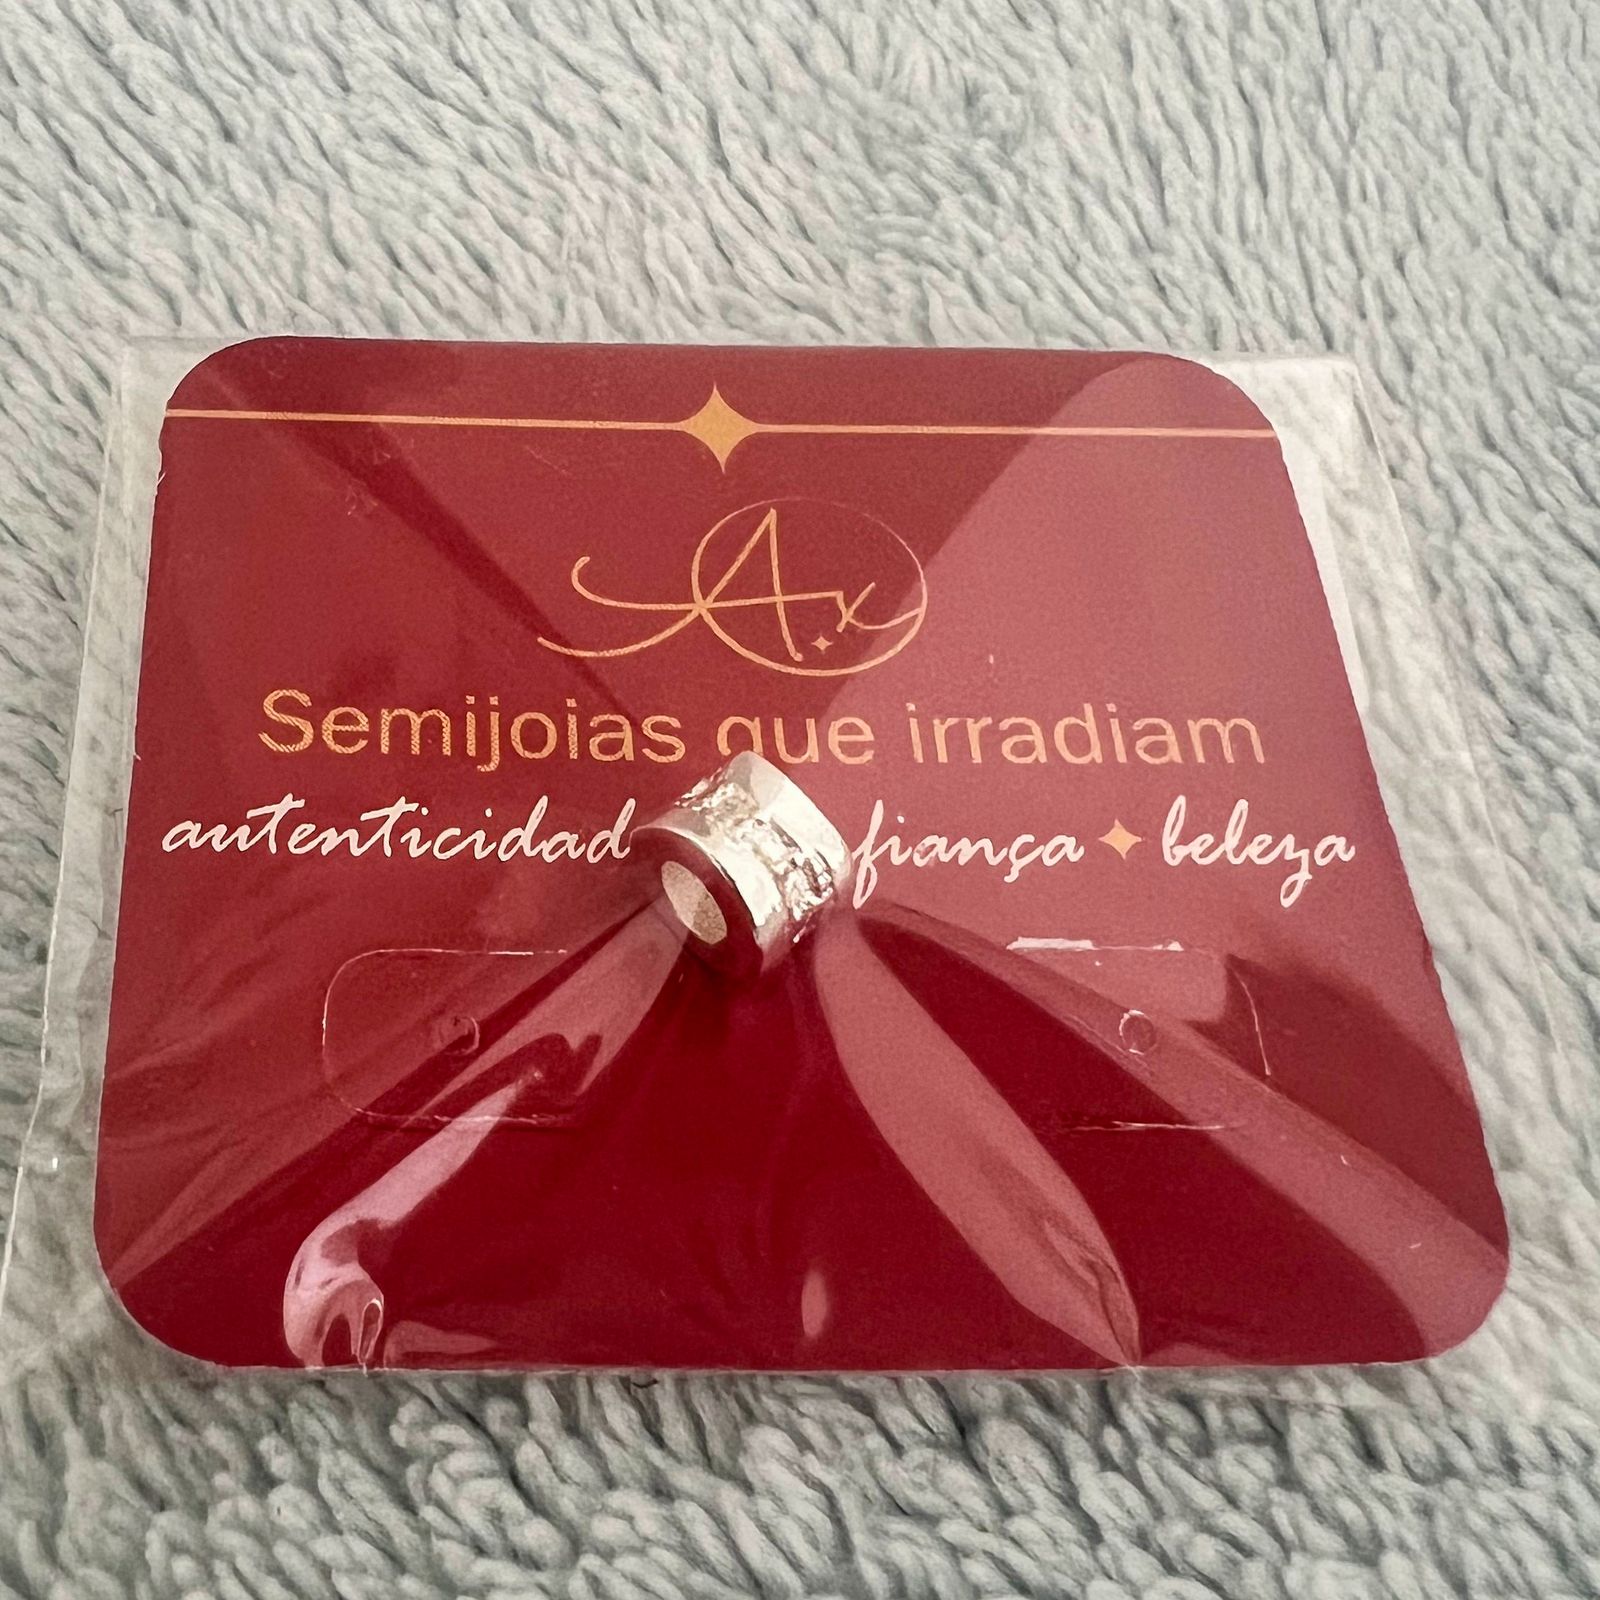 A.x
Semijoias que irradiam
autenticidad fiança beleza